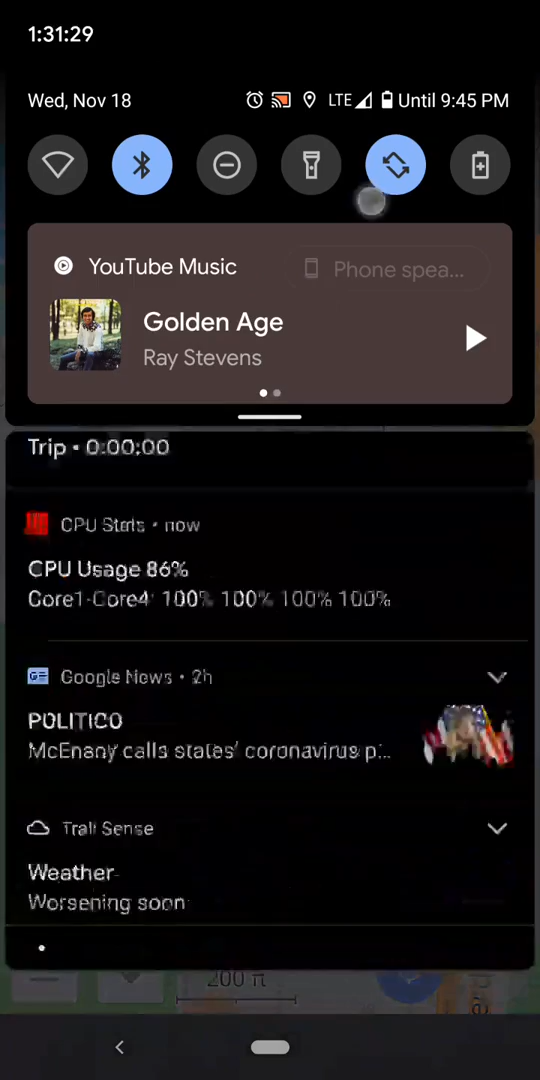 1:31:29
Wed, Nov 18
LTE
Until 9:45 PM
YouTube Music
Phone spea...
Golden Age
Ray Stevens
Trip • 0:00:00
CPU Stats • now
CPU Usage 86%
Core1-Core4: 100% 100% 100% 100%
Google News • 2h
POLITICO
McEnany calls states' coronavirus p...
Trail Sense
Weather
Worsening soon
200